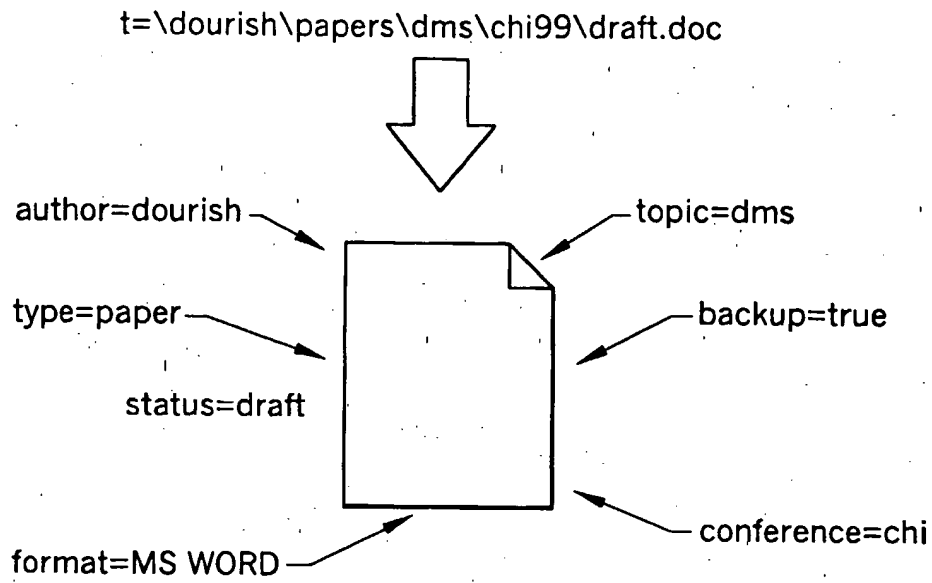 t=\dourish\papers\dms\chi99\draft.doc
author=dourish
topic=dms
type=paper
backup=true
status=draft
conference=chi
format=MS WORD